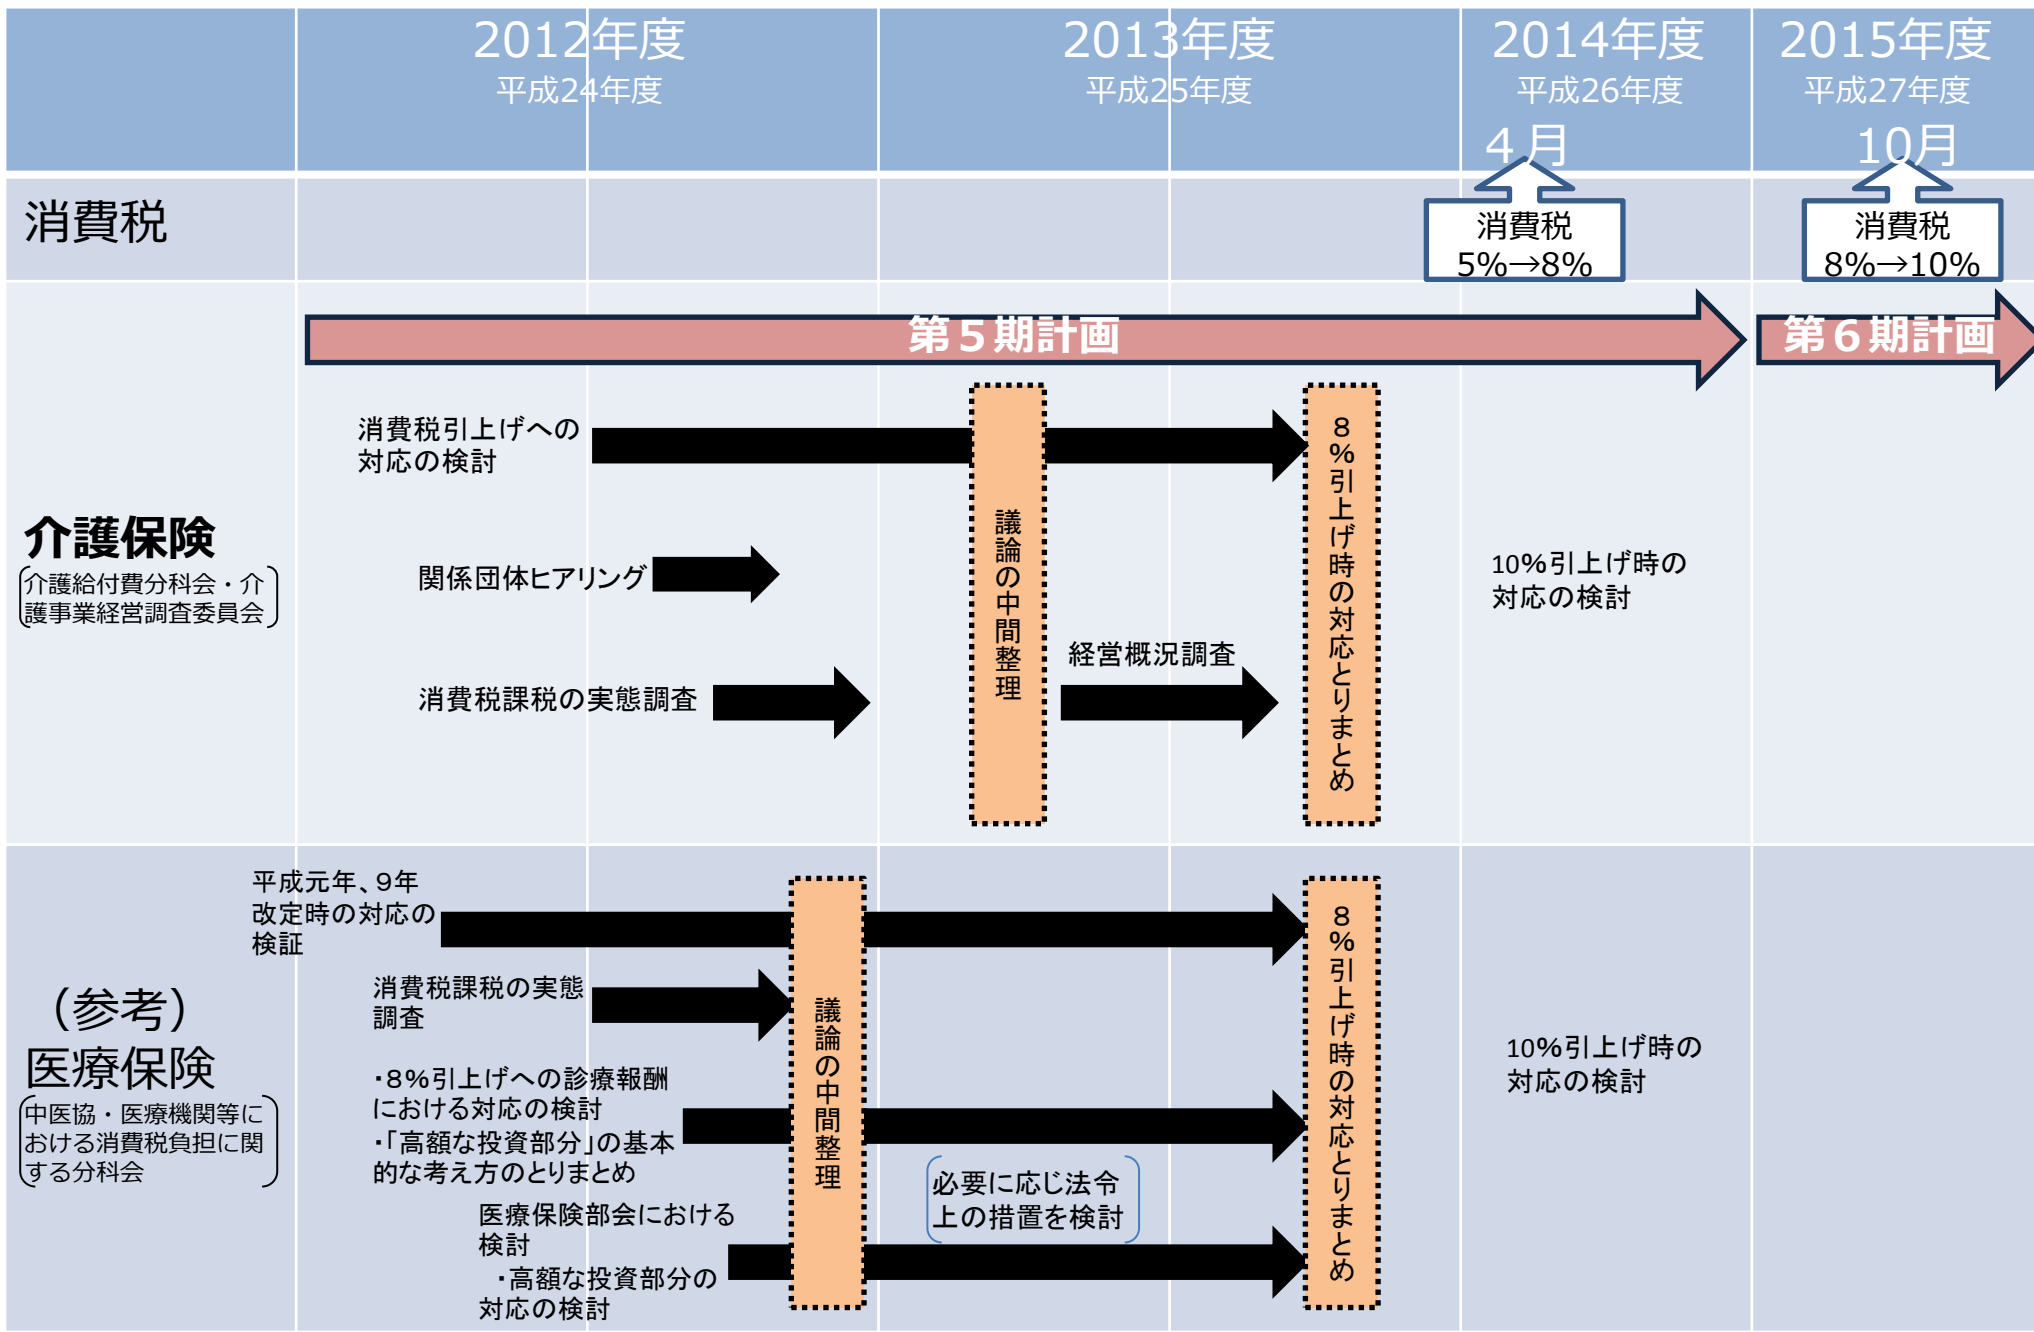 2012年度
平成24年度
2013年度
平成25年度
2014年度
平成26年度
4月
2015年度
平成27年度
10月
消費税
消費税
5%→8%
消費税
8%→10%
第5期計画
第6期計画
介護保険
介護給付費分科会・介
護事業経営調査委員会
消費税引上げへの
対応の検討
関係団体ヒアリング
消費税課税の実態調査
議論の中間整理
経営概況調査
8%引上げ時の対応とりまとめ
10%引上げ時の
対応の検討
（参考）
医療保険
中医協・医療機関等に
おける消費税負担に関
する分科会
平成元年、9年
改定時の対応の
検証
消費税課税の実態
調査
・8%引上げへの診療報酬
における対応の検討
・「高額な投資部分」の基本
的な考え方のとりまとめ
医療保険部会における
検討
・高額な投資部分の
対応の検討
議論の中間整理
必要に応じ法令
上の措置を検討
8%引上げ時の対応とりまとめ
10%引上げ時の
対応の検討